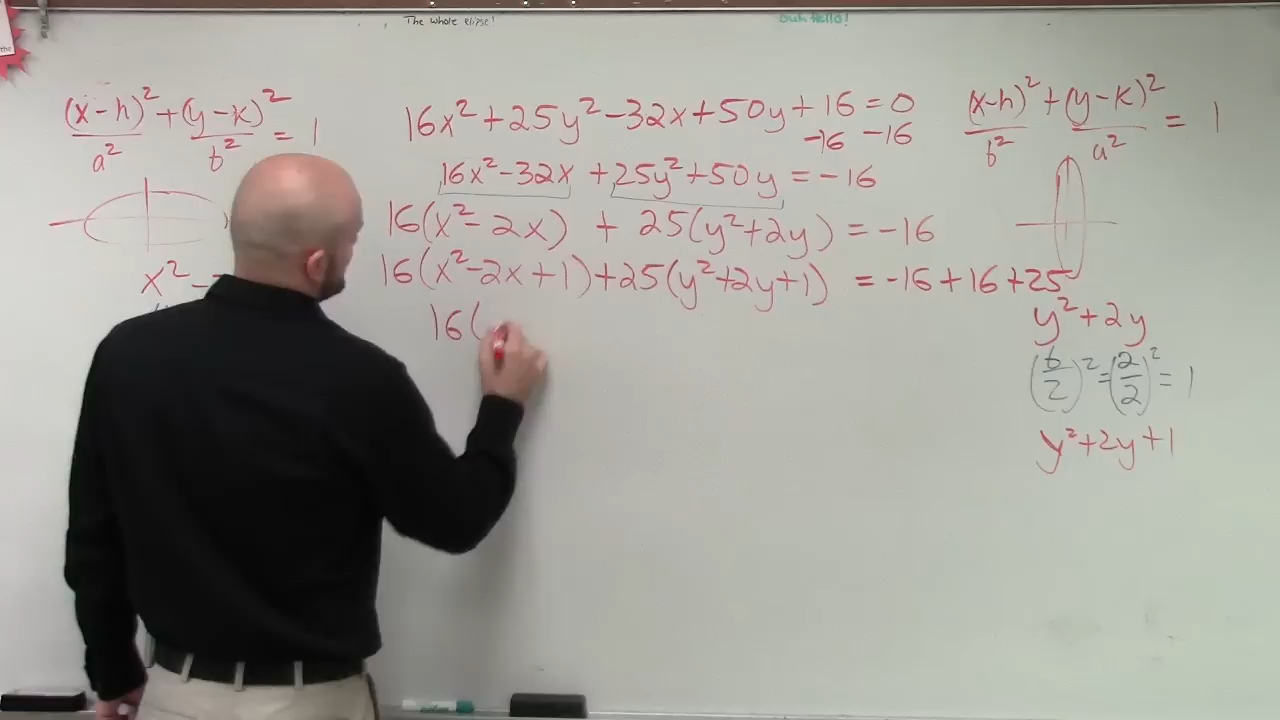 the
The whole elipse!
Duh Hello!
(x-h)²/a² + (y-k)²/b² = 1
16x² + 25y² - 32x + 50y + 16 = 0
-16 -16
(x-h)²/b² + (y-k)²/a² = 1
16x² - 32x + 25y² + 50y = -16
16(x² - 2x) + 25(y² + 2y) = -16
16(x² - 2x + 1) + 25(y² + 2y + 1) = -16 + 16 + 25
x² -
16(
y² + 2y
(b/2)² = (2/2)² = 1
y² + 2y + 1